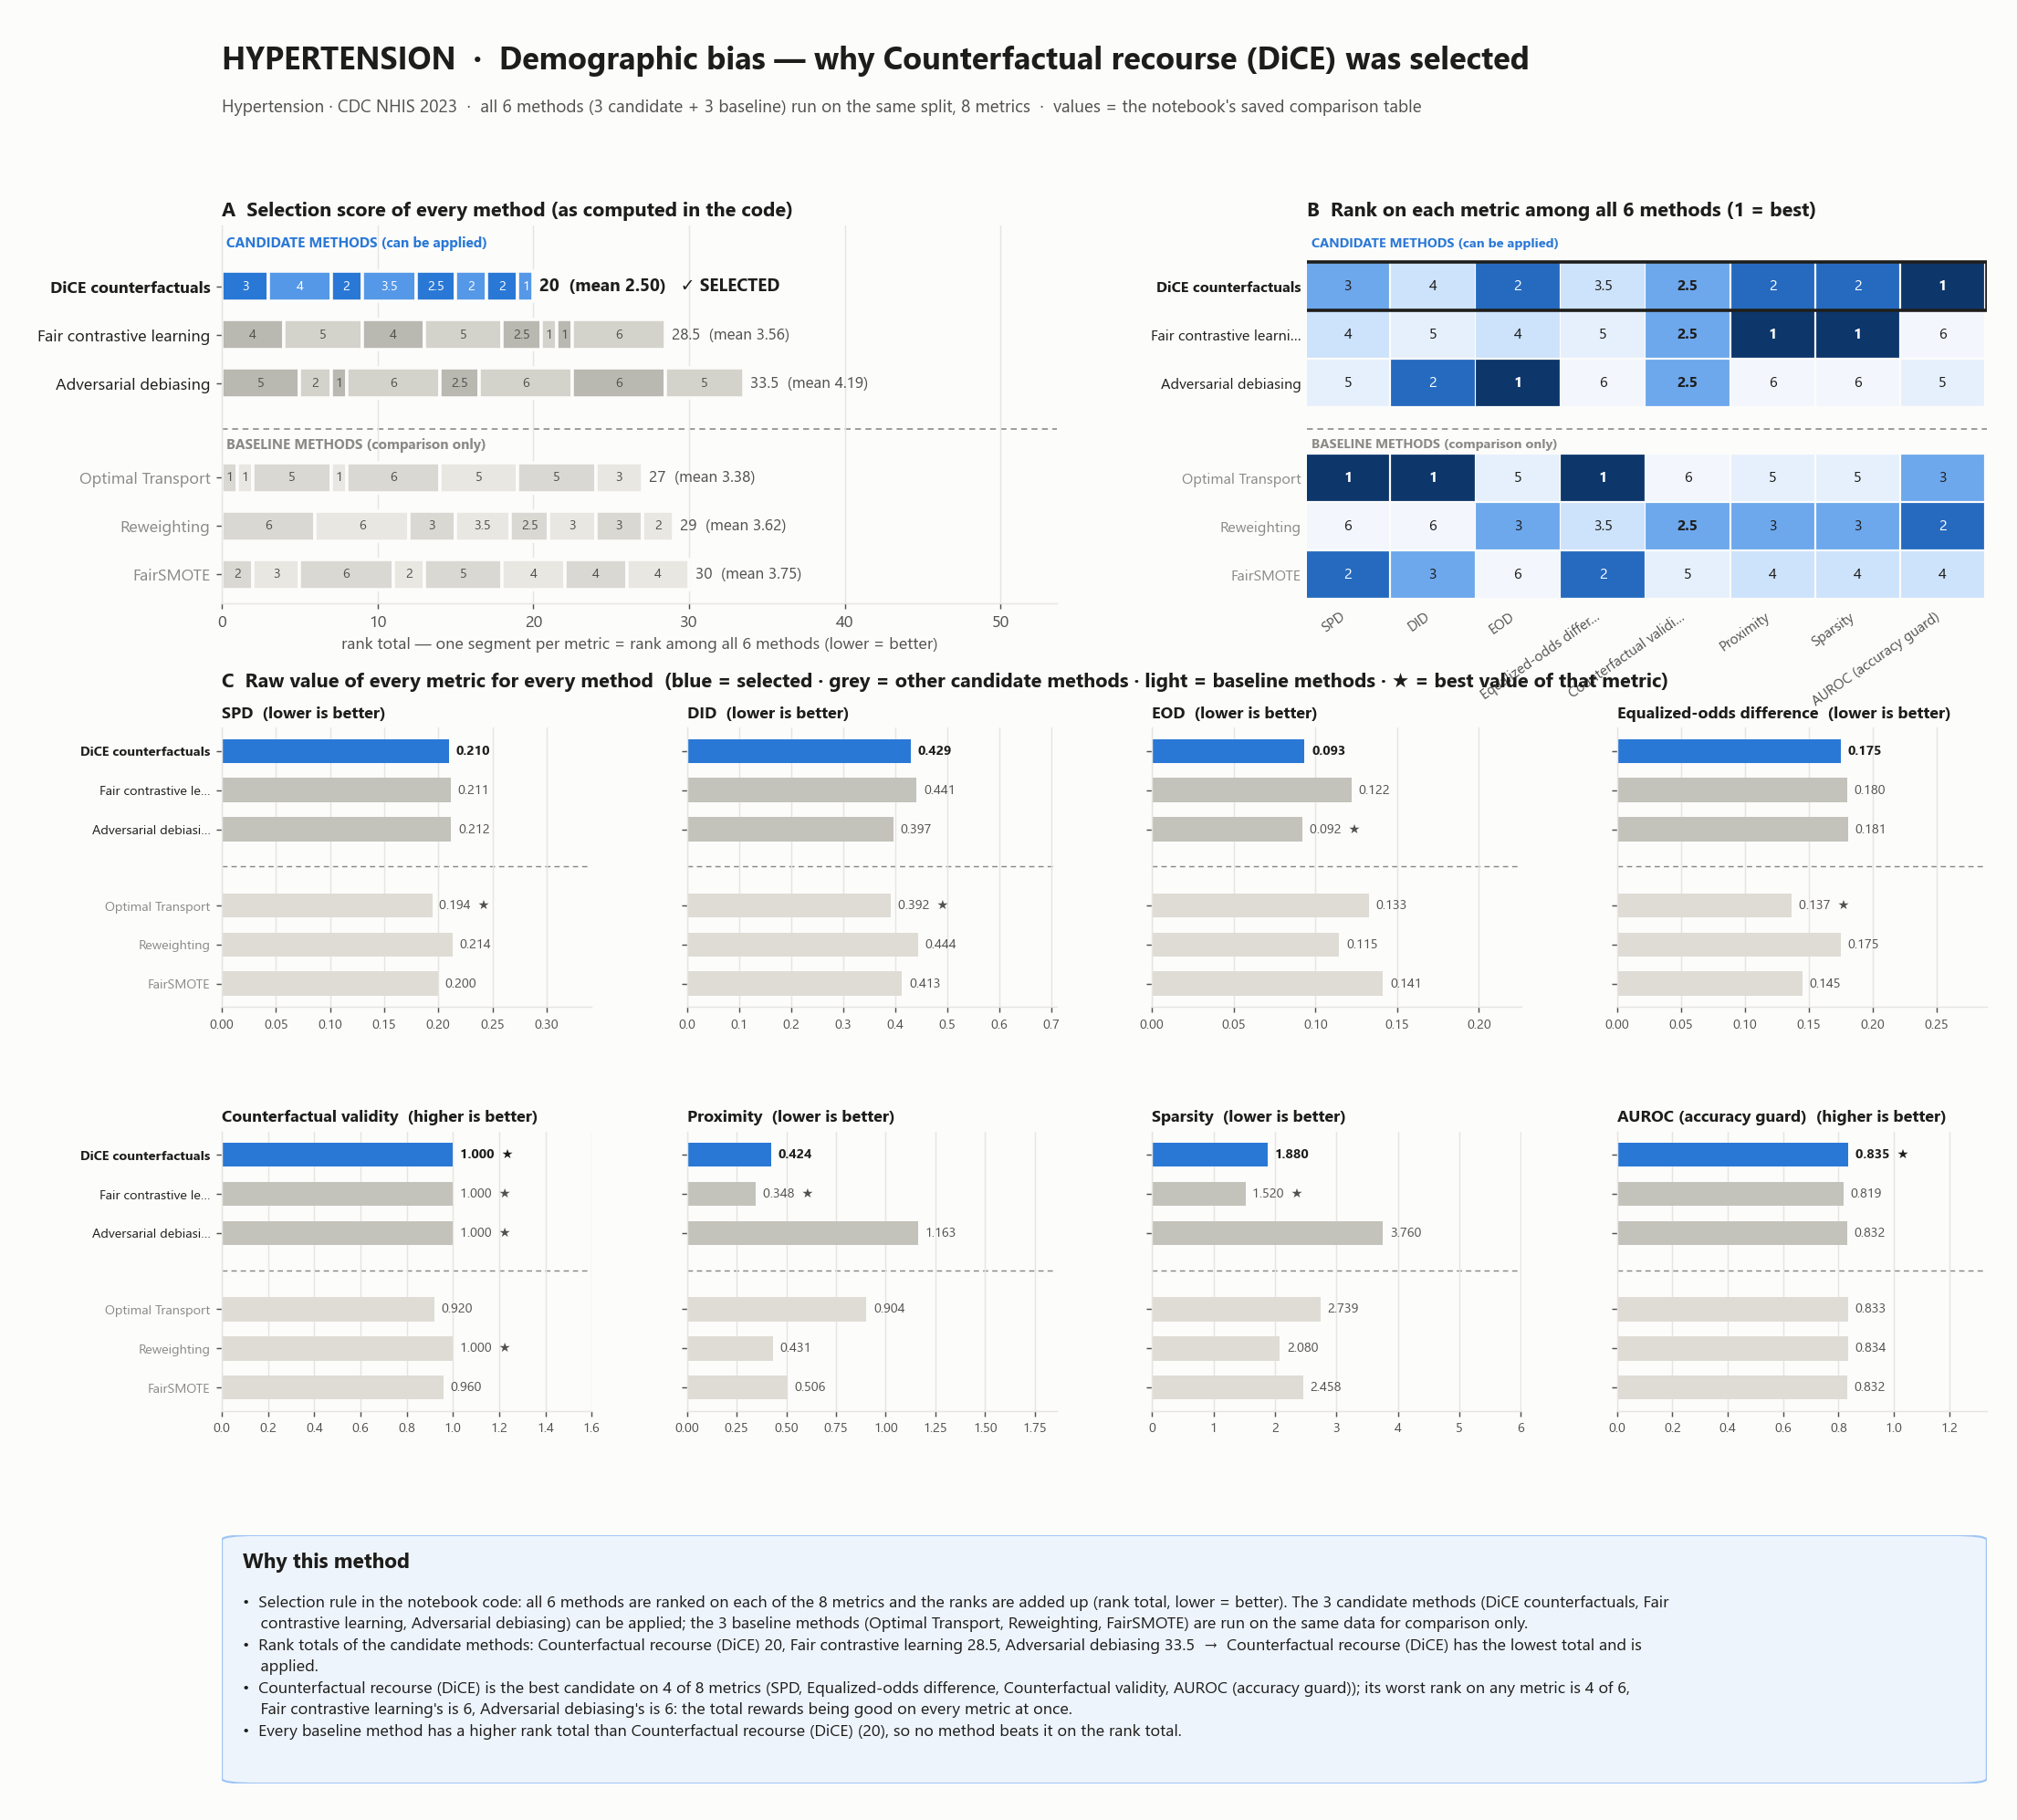 HYPERTENSION · Demographic bias — why Counterfactual recourse (DiCE) was selected
Hypertension · CDC NHIS 2023 · all 6 methods (3 candidate + 3 baseline) run on the same split, 8 metrics · values = the notebook's saved comparison table
A Selection score of every method (as computed in the code)
CANDIDATE METHODS (can be applied)
DiCE counterfactuals 3 4 2 3.5 2.5 2 2 1 20 (mean 2.50) ✓ SELECTED
Fair contrastive learning 4 5 4 5 2.5 1 1 6 28.5 (mean 3.56)
Adversarial debiasing 5 2 1 6 2.5 6 6 5 33.5 (mean 4.19)
BASELINE METHODS (comparison only)
Optimal Transport 1 1 5 1 6 5 5 3 27 (mean 3.38)
Reweighting 6 6 3 3.5 2.5 3 3 2 29 (mean 3.62)
FairSMOTE 2 3 6 2 5 4 4 4 30 (mean 3.75)
0 10 20 30 40 50
rank total — one segment per metric = rank among all 6 methods (lower = better)
B Rank on each metric among all 6 methods (1 = best)
CANDIDATE METHODS (can be applied)
DiCE counterfactuals 3 4 2 3.5 2.5 2 2 1
Fair contrastive learni... 4 5 4 5 2.5 1 1 6
Adversarial debiasing 5 2 1 6 2.5 6 6 5
BASELINE METHODS (comparison only)
Optimal Transport 1 1 5 1 6 5 5 3
Reweighting 6 6 3 3.5 2.5 3 3 2
FairSMOTE 2 3 6 2 5 4 4 4
SPD DID EOD Equalized-odds differ... Counterfactual validi... Proximity Sparsity AUROC (accuracy guard)
C Raw value of every metric for every method (blue = selected · grey = other candidate methods · light = baseline methods · ★ = best value of that metric)
SPD (lower is better)
DiCE counterfactuals 0.210
Fair contrastive le... 0.211
Adversarial debiasi... 0.212
Optimal Transport 0.194 ★
Reweighting 0.214
FairSMOTE 0.200
0.00 0.05 0.10 0.15 0.20 0.25 0.30
DID (lower is better)
0.429
0.441
0.397
0.392 ★
0.444
0.413
0.0 0.1 0.2 0.3 0.4 0.5 0.6 0.7
EOD (lower is better)
0.093
0.122
0.092 ★
0.133
0.115
0.141
0.00 0.05 0.10 0.15 0.20
Equalized-odds difference (lower is better)
0.175
0.180
0.181
0.137 ★
0.175
0.145
0.00 0.05 0.10 0.15 0.20 0.25
Counterfactual validity (higher is better)
DiCE counterfactuals 1.000 ★
Fair contrastive le... 1.000 ★
Adversarial debiasi... 1.000 ★
Optimal Transport 0.920
Reweighting 1.000 ★
FairSMOTE 0.960
0.0 0.2 0.4 0.6 0.8 1.0 1.2 1.4 1.6
Proximity (lower is better)
0.424
0.348 ★
1.163
0.904
0.431
0.506
0.00 0.25 0.50 0.75 1.00 1.25 1.50 1.75
Sparsity (lower is better)
1.880
1.520 ★
3.760
2.739
2.080
2.458
0 1 2 3 4 5 6
AUROC (accuracy guard) (higher is better)
0.835 ★
0.819
0.832
0.833
0.834
0.832
0.0 0.2 0.4 0.6 0.8 1.0 1.2
Why this method
• Selection rule in the notebook code: all 6 methods are ranked on each of the 8 metrics and the ranks are added up (rank total, lower = better). The 3 candidate methods (DiCE counterfactuals, Fair
contrastive learning, Adversarial debiasing) can be applied; the 3 baseline methods (Optimal Transport, Reweighting, FairSMOTE) are run on the same data for comparison only.
• Rank totals of the candidate methods: Counterfactual recourse (DiCE) 20, Fair contrastive learning 28.5, Adversarial debiasing 33.5 → Counterfactual recourse (DiCE) has the lowest total and is
applied.
• Counterfactual recourse (DiCE) is the best candidate on 4 of 8 metrics (SPD, Equalized-odds difference, Counterfactual validity, AUROC (accuracy guard)); its worst rank on any metric is 4 of 6,
Fair contrastive learning's is 6, Adversarial debiasing's is 6: the total rewards being good on every metric at once.
• Every baseline method has a higher rank total than Counterfactual recourse (DiCE) (20), so no method beats it on the rank total.